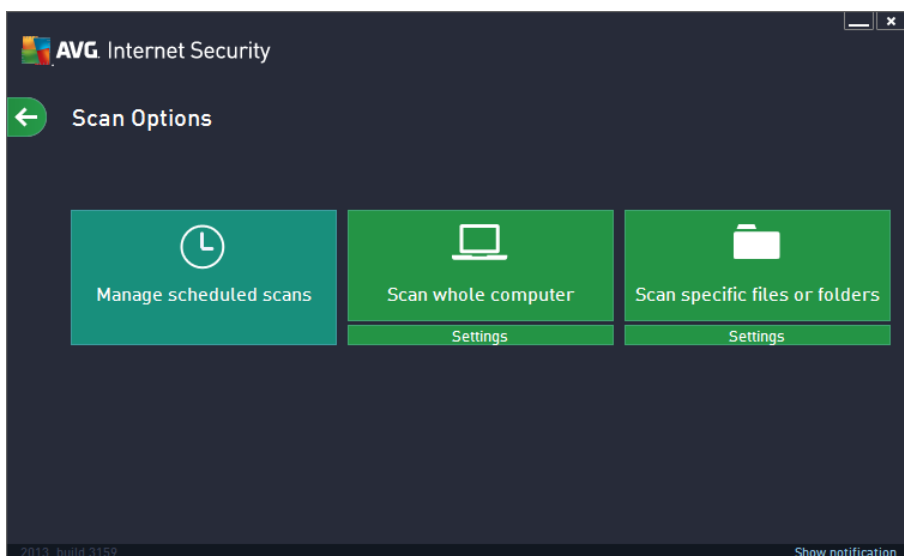 AVG. Internet Security
Scan Options
Manage scheduled scans
Scan whole computer
Scan specific files or folders
Settings
Settings
2013 build 3159
Show notification